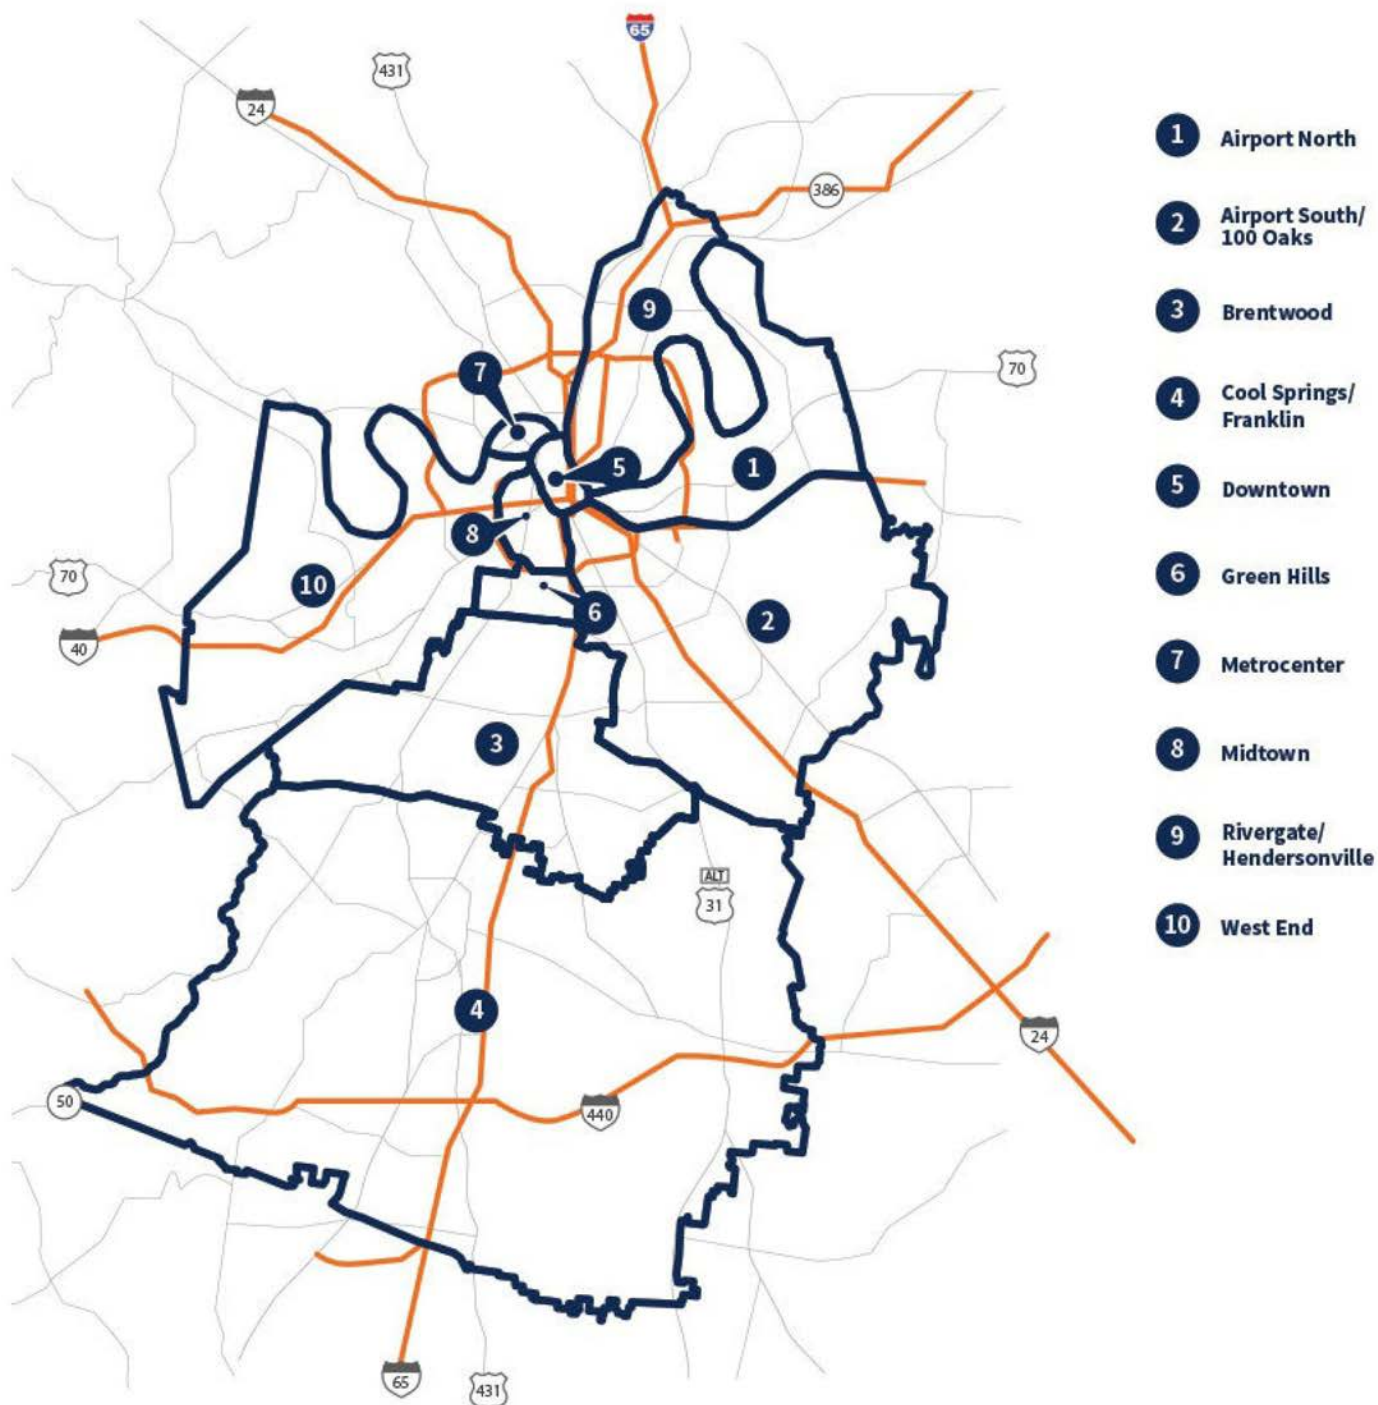 65
431
24
386
9
7
70
5
1
8
70
10
6
2
40
3
ALT
31
4
24
50
440
65
431
1
Airport North
2
Airport South/
100 Oaks
3
Brentwood
4
Cool Springs/
Franklin
5
Downtown
6
Green Hills
7
Metrocenter
8
Midtown
9
Rivergate/
Hendersonville
10
West End